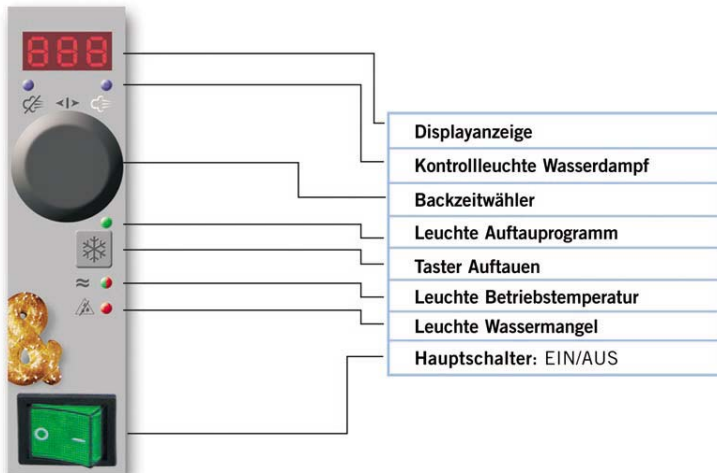 888
Displayanzeige
Kontrollleuchte Wasserdampf
Backzeitwähler
Leuchte Auftauprogramm
Taster Auftauen
Leuchte Betriebstemperatur
Leuchte Wassermangel
Hauptschalter: EIN/AUS
O –